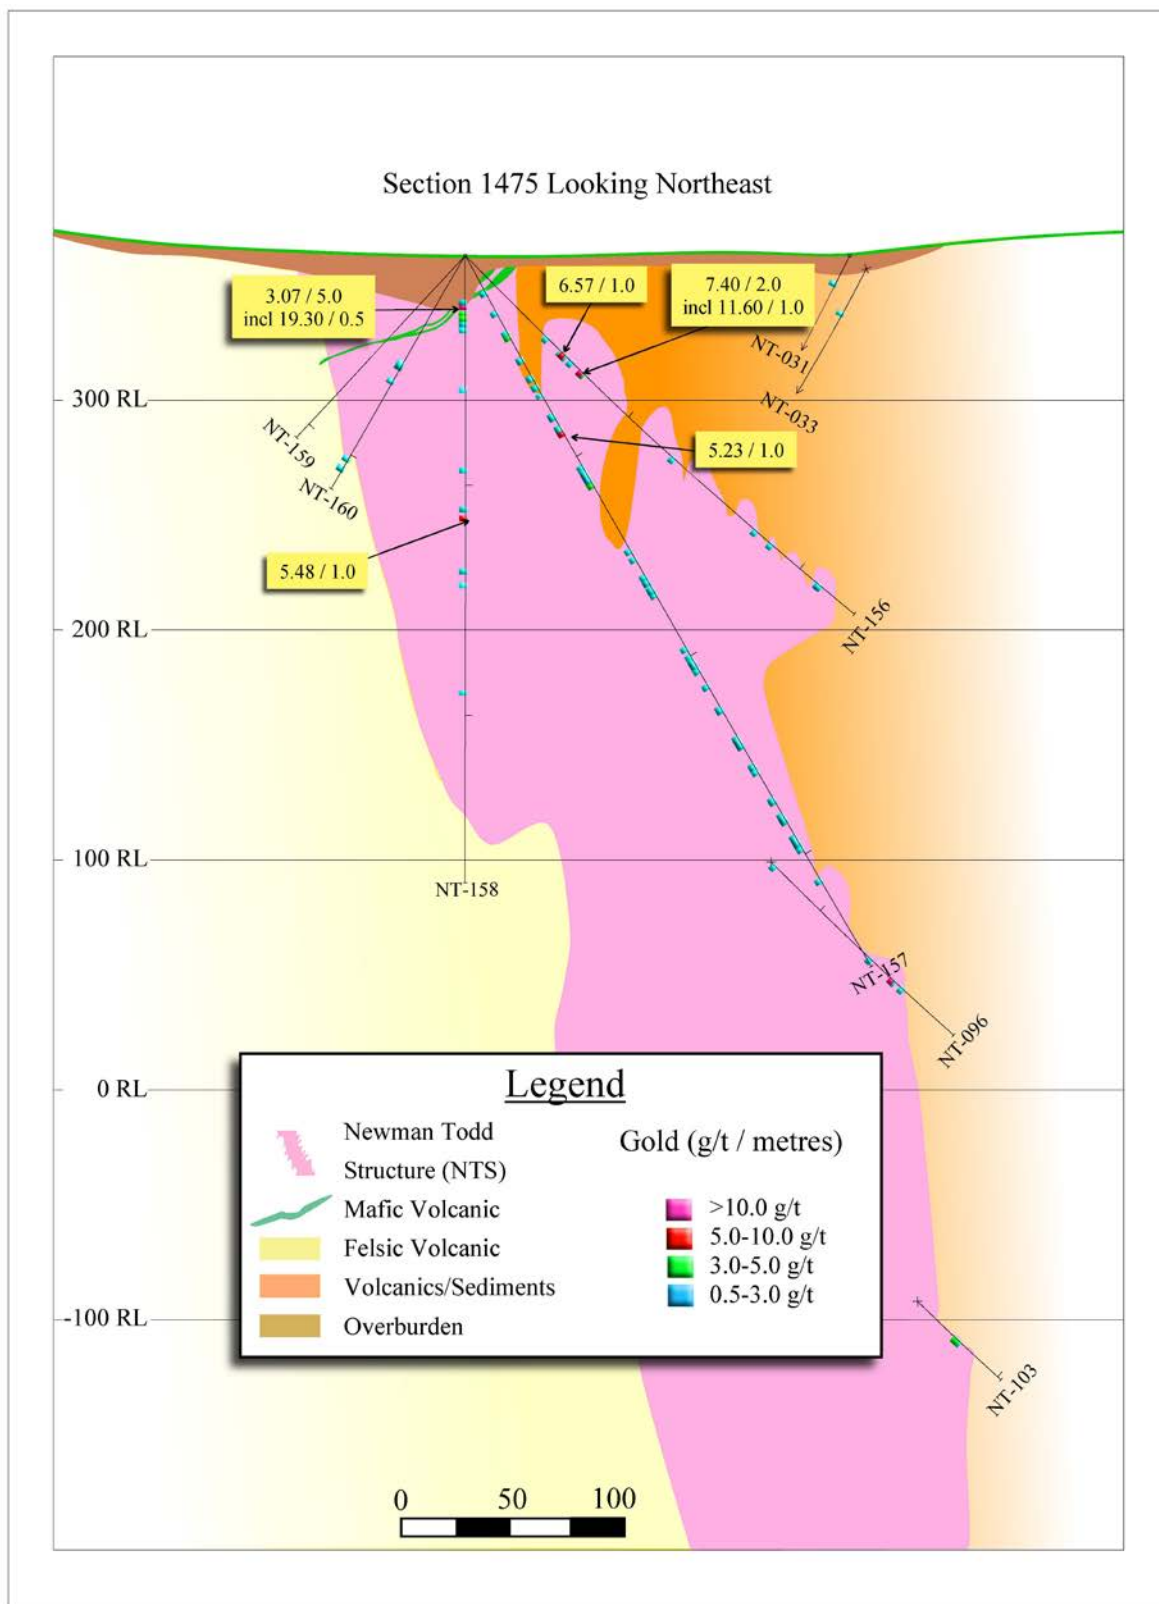 Section 1475 Looking Northeast
3.07 / 5.0
incl 19.30 / 0.5
6.57 / 1.0
7.40 / 2.0
incl 11.60 / 1.0
NT-031
NT-033
300 RL
NT-159
NT-160
5.23 / 1.0
5.48 / 1.0
200 RL
NT-156
100 RL
NT-158
NT-157
NT-096
0 RL
Legend
Newman Todd
Structure (NTS)
Mafic Volcanic
Felsic Volcanic
Volcanics/Sediments
Overburden
Gold (g/t / metres)
>10.0 g/t
5.0-10.0 g/t
3.0-5.0 g/t
0.5-3.0 g/t
-100 RL
NT-103
0 50 100